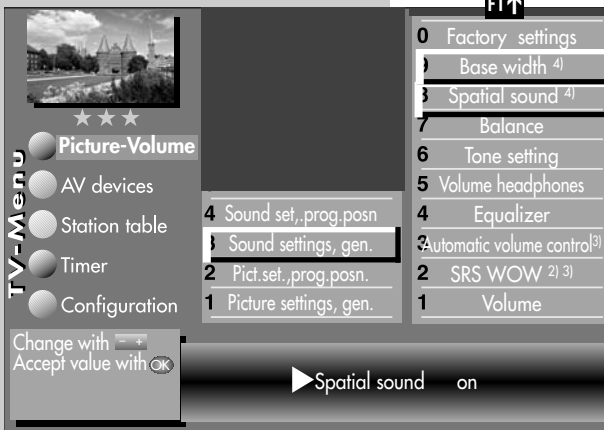 FT↑
TV-Menu
Picture-Volume
AV devices
Station table
Timer
Configuration
4 Sound set,.prog.posn
3 Sound settings, gen.
2 Pict.set.,prog.posn.
1 Picture settings, gen.
0 Factory settings
9 Base width 4)
8 Spatial sound 4)
7 Balance
6 Tone setting
5 Volume headphones
4 Equalizer
3 Automatic volume control 3)
2 SRS WOW 2) 3)
1 Volume
Change with - +
Accept value with OK
Spatial sound on